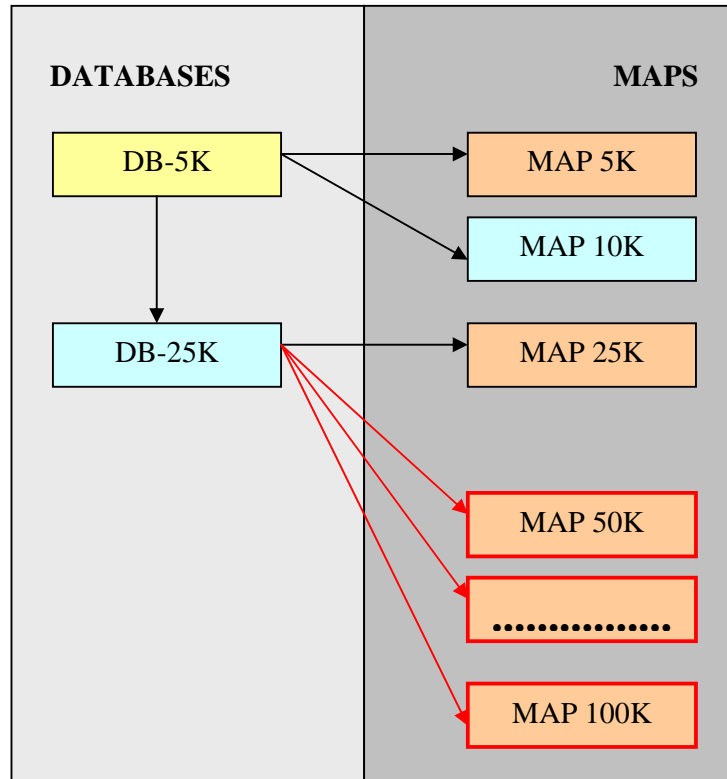 DATABASES
MAPS
DB-5K
MAP 5K
MAP 10K
DB-25K
MAP 25K
MAP 50K
................
MAP 100K